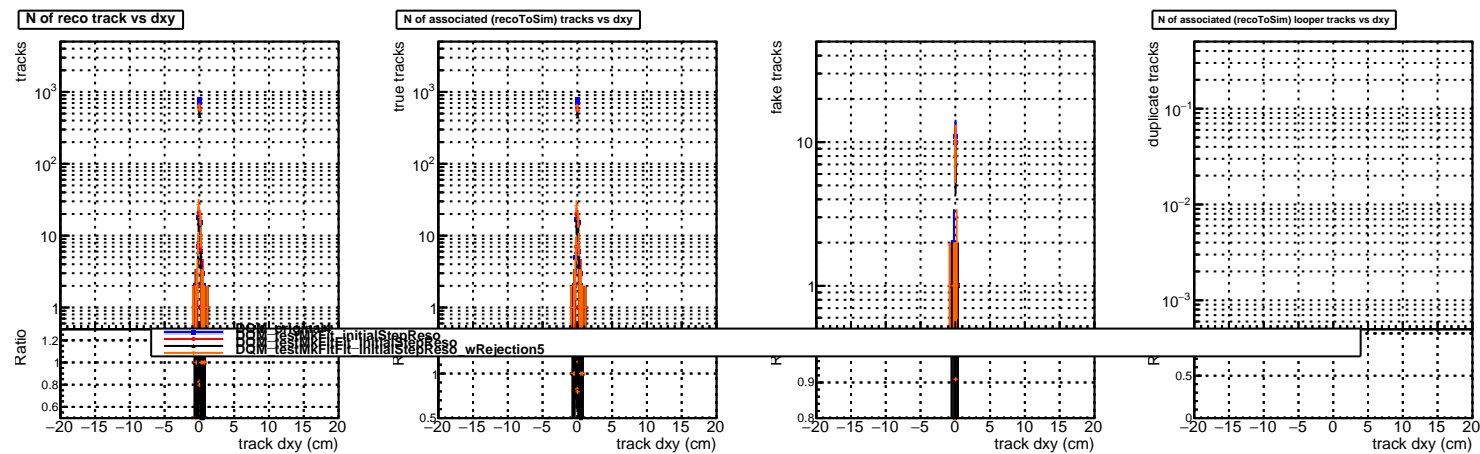 N of reco track vs dxy
N of associated (recoToSim) tracks vs dxy
N of associated (recoToSim) looper tracks vs dxy
tracks
10³
10²
10
1
true tracks
10³
10²
10
1
fake tracks
10
1
duplicate tracks
10⁻¹
10⁻²
10⁻³
DQM_testMkFit_initialStepReso
DQM_testMkFitFit_initialStepReso
DQM_testMkFitFit_initialStepReso_wRejection5
Ratio
1.2
1
0.8
0.6
1
0.5
0.9
0.8
0.5
0
−20 −15 −10 −5 0 5 10 15 20
−20 −15 −10 −5 0 5 10 15 20
−20 −15 −10 −5 0 5 10 15 20
−20 −15 −10 −5 0 5 10 15 20
track dxy (cm)
track dxy (cm)
track dxy (cm)
track dxy (cm)